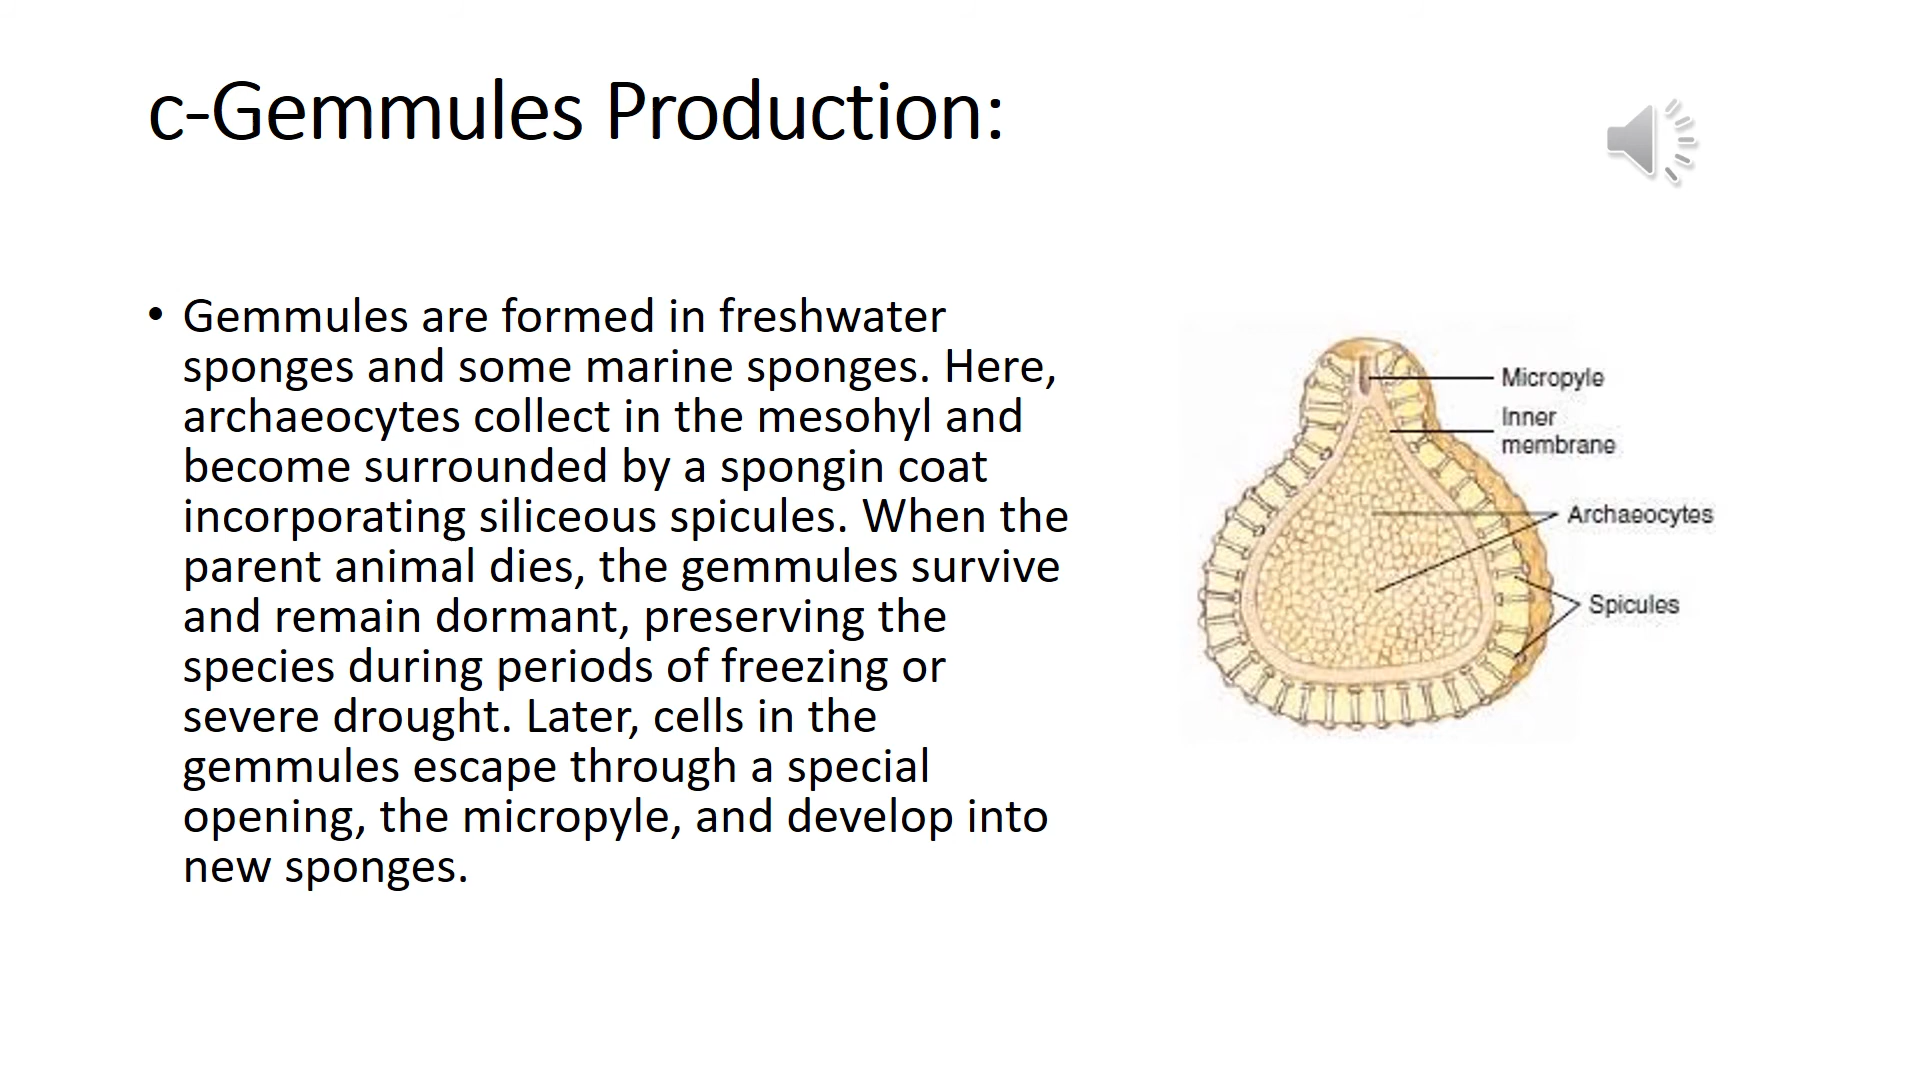 c-Gemmules Production:
• Gemmules are formed in freshwater
sponges and some marine sponges. Here,
archaeocytes collect in the mesohyl and
become surrounded by a spongin coat
incorporating siliceous spicules. When the
parent animal dies, the gemmules survive
and remain dormant, preserving the
species during periods of freezing or
severe drought. Later, cells in the
gemmules escape through a special
opening, the micropyle, and develop into
new sponges.
Micropyle
Inner
membrane
Archaeocytes
Spicules